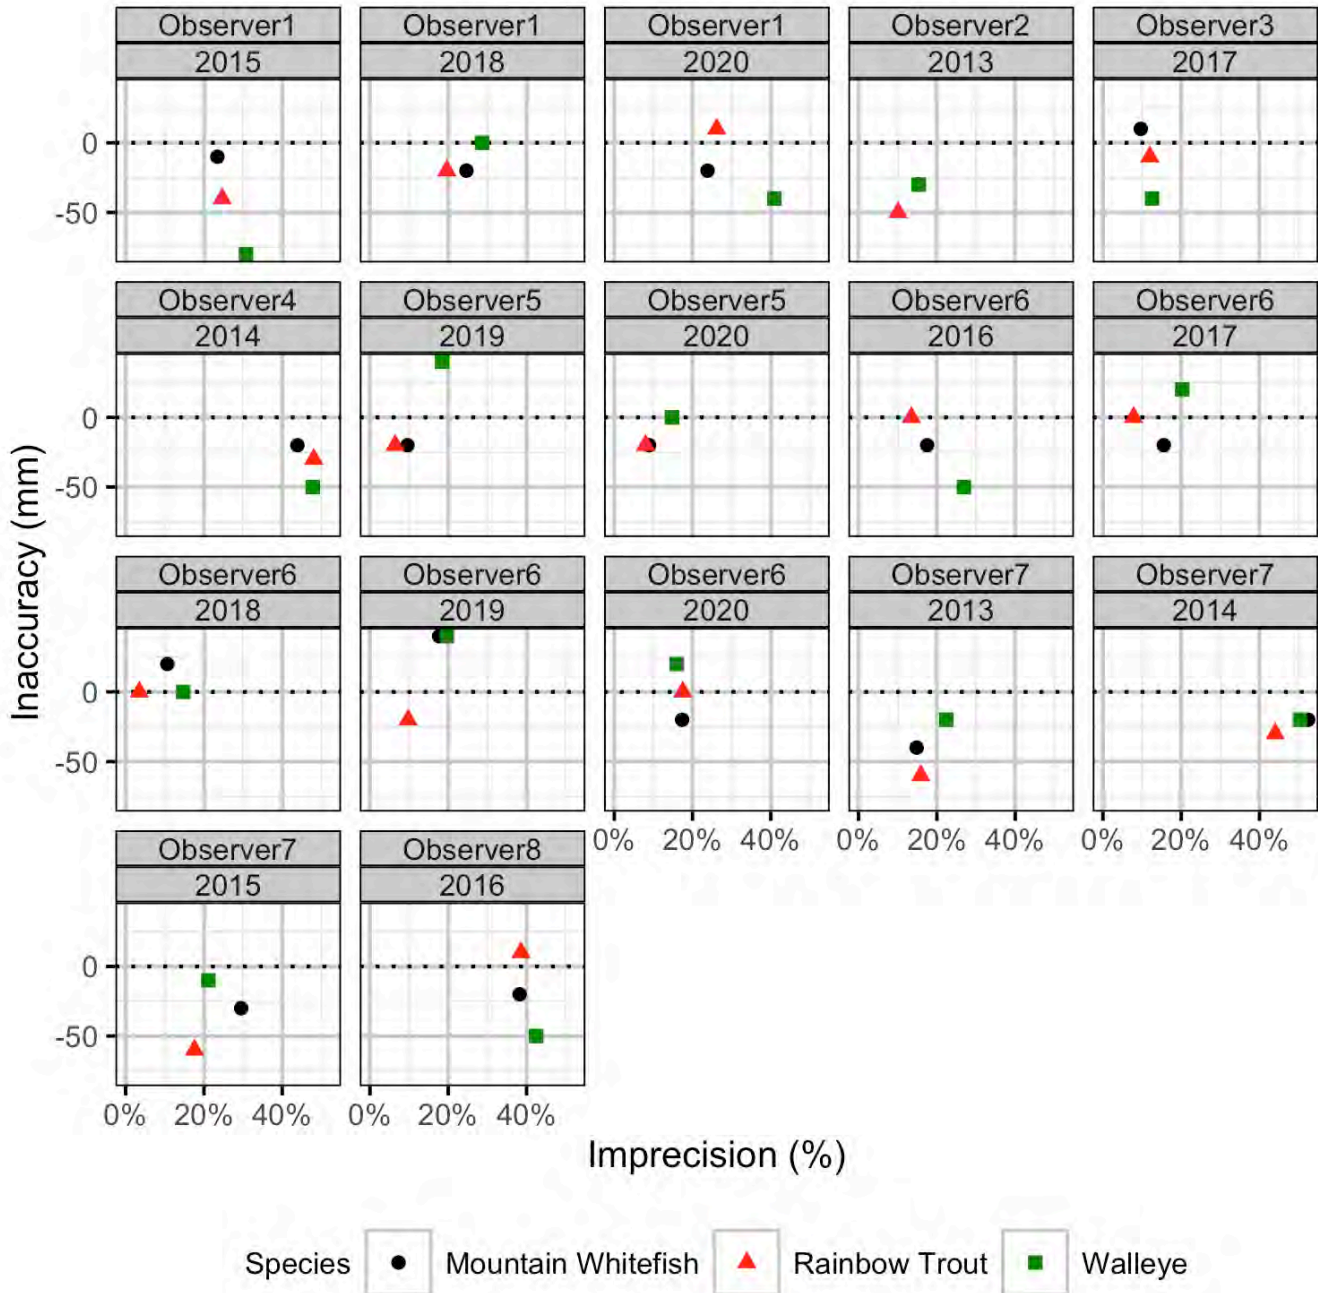 Observer1 Observer1 Observer1 Observer2 Observer3
2015 2018 2020 2013 2017
0
-50
Observer4 Observer5 Observer5 Observer6 Observer6
2014 2019 2020 2016 2017
0
-50
Inaccuracy (mm)
Observer6 Observer6 Observer6 Observer7 Observer7
2018 2019 2020 2013 2014
0
-50
0% 20% 40% 0% 20% 40% 0% 20% 40%
Observer7 Observer8
2015 2016
0
-50
0% 20% 40% 0% 20% 40%
Imprecision (%)
Species Mountain Whitefish Rainbow Trout Walleye